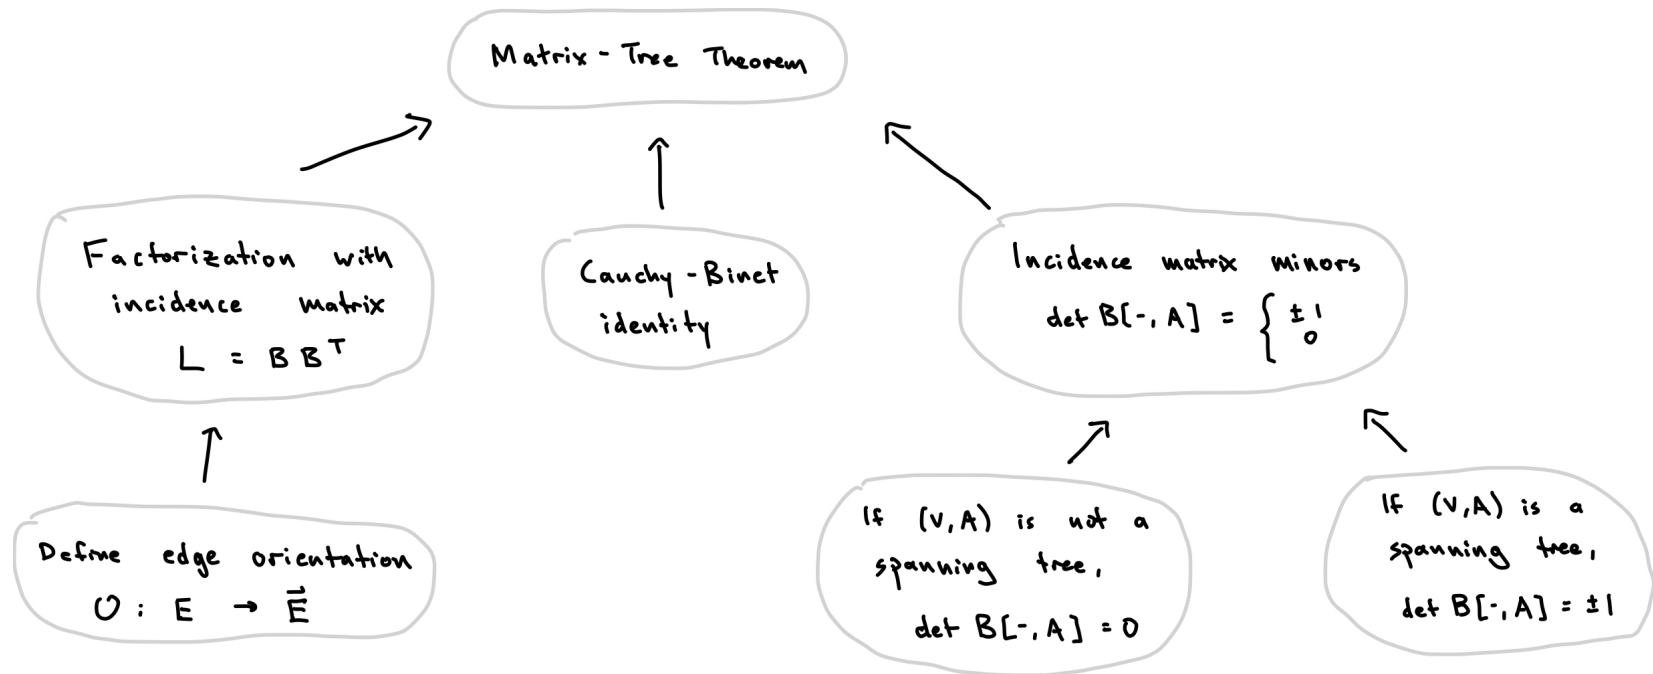 Matrix-Tree Theorem
Factorization with
incidence matrix
L = B B^T
Cauchy-Binet
identity
Incidence matrix minors
det B[-, A] = { ±1
0
Define edge orientation
O : E → E⃗
If (V,A) is not a
spanning tree,
det B[-, A] = 0
If (V,A) is a
spanning tree,
det B[-, A] = ±1